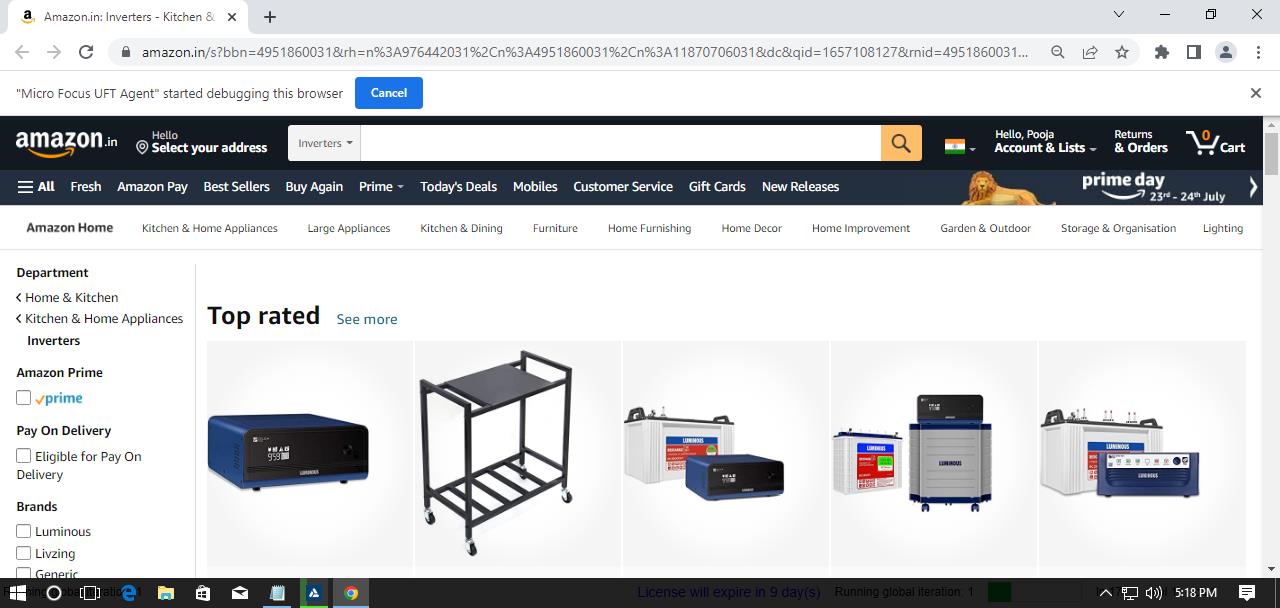 Amazon.in: Inverters - Kitchen &
amazon.in/s?bbn=4951860031&rh=n%3A976442031%2Cn%3A4951860031%2Cn%3A11870706031&dc&qid=1657108127&rnid=4951860031...
"Micro Focus UFT Agent" started debugging this browser
Cancel
amazon.in
Hello
Select your address
Inverters
Hello, Pooja
Account & Lists
Returns
& Orders
0
Cart
All Fresh Amazon Pay Best Sellers Buy Again Prime Today's Deals Mobiles Customer Service Gift Cards New Releases
prime day
23rd - 24th July
Amazon Home Kitchen & Home Appliances Large Appliances Kitchen & Dining Furniture Home Furnishing Home Decor Home Improvement Garden & Outdoor Storage & Organisation Lighting
Department
Home & Kitchen
Kitchen & Home Appliances
Inverters
Amazon Prime
prime
Pay On Delivery
Eligible for Pay On
Delivery
Brands
Luminous
Livzing
Generic
Top rated See more
LUMINOUS
LUMINOUS
LUMINOUS
LUMINOUS
LUMINOUS
LUMINOUS
License will expire in 9 day(s)
Running global iteration: 1
5:18 PM